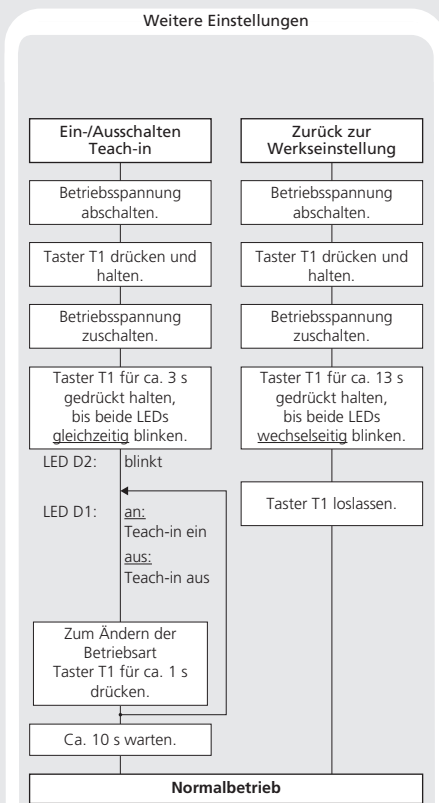 Weitere Einstellungen
Ein-/Ausschalten
Teach-in
Betriebsspannung
abschalten.
Taster T1 drücken und
halten.
Betriebsspannung
zuschalten.
Taster T1 für ca. 3 s
gedrückt halten,
bis beide LEDs
gleichzeitig blinken.
LED D2: blinkt
LED D1: an:
Teach-in ein
aus:
Teach-in aus
Zum Ändern der
Betriebsart
Taster T1 für ca. 1 s
drücken.
Ca. 10 s warten.
Zurück zur
Werkseinstellung
Betriebsspannung
abschalten.
Taster T1 drücken und
halten.
Betriebsspannung
zuschalten.
Taster T1 für ca. 13 s
gedrückt halten,
bis beide LEDs
wechselseitig blinken.
Taster T1 loslassen.
Normalbetrieb